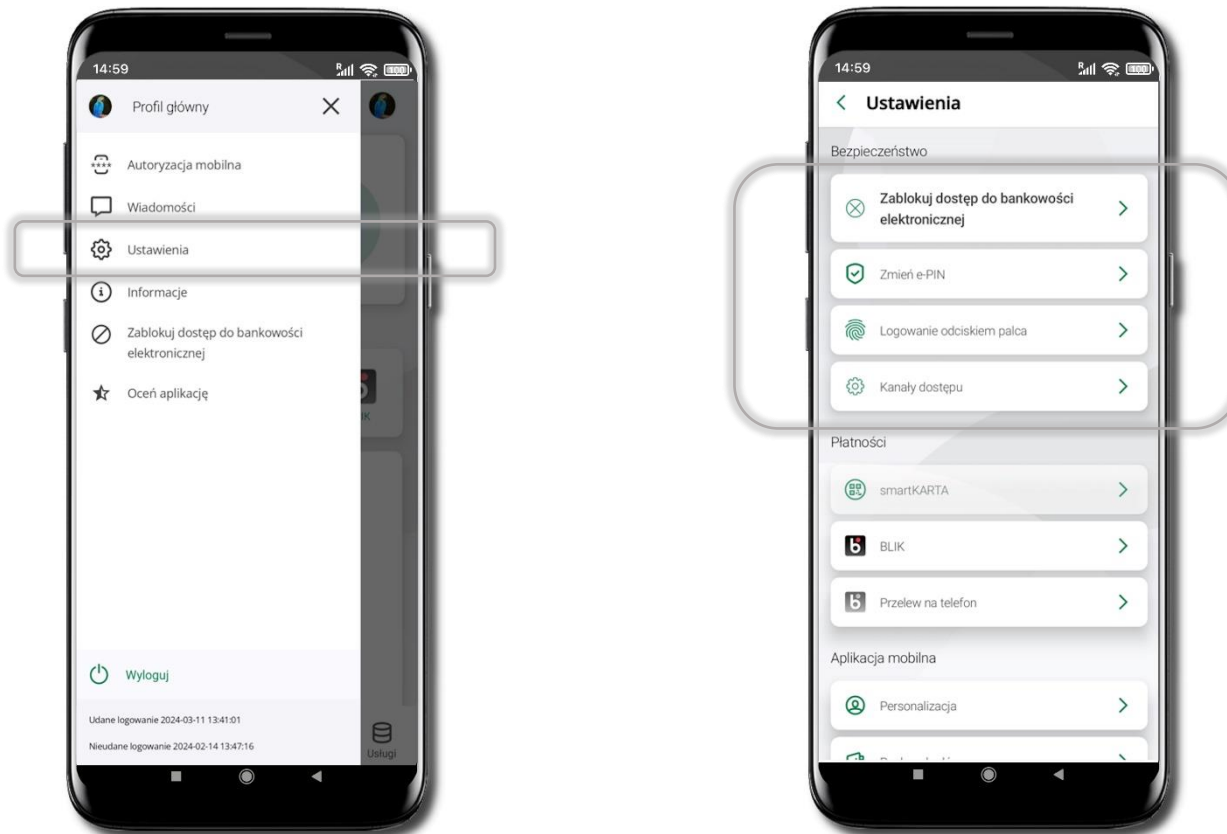 14:59
R
100
Profil główny
Autoryzacja mobilna
Wiadomości
Ustawienia
Informacje
Zablokuj dostęp do bankowości
elektronicznej
Oceń aplikację
IK
Wyloguj
Udane logowanie 2024-03-11 13:41:01
Nieudane logowanie 2024-02-14 13:47:16
Usługi
14:59
R
100
Ustawienia
Bezpieczeństwo
Zablokuj dostęp do bankowości
elektronicznej
Zmień e-PIN
Logowanie odciskiem palca
Kanały dostępu
Płatności
smartKARTA
BLIK
Przelew na telefon
Aplikacja mobilna
Personalizacja